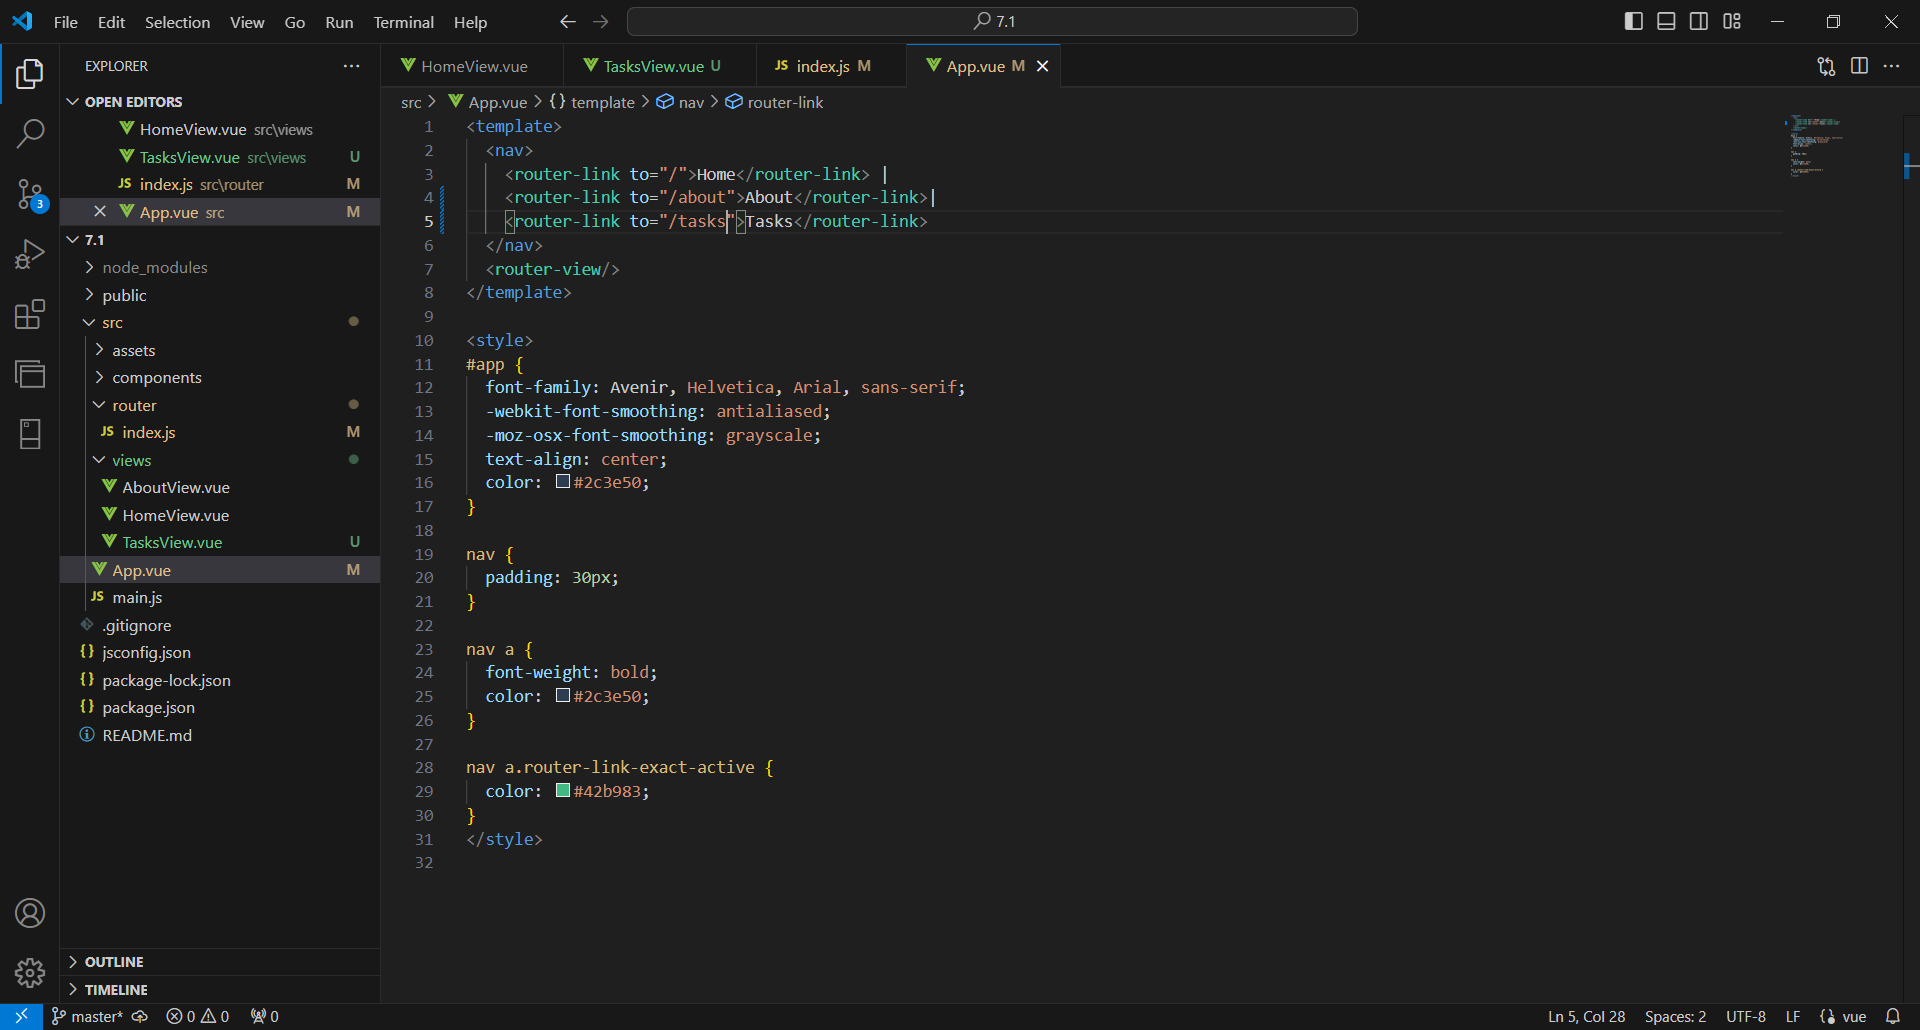 File Edit Selection View Go Run Terminal Help
7.1
EXPLORER
OPEN EDITORS
HomeView.vue src\views
TasksView.vue src\views U
index.js src\router M
App.vue src M
7.1
node_modules
public
src
assets
components
router
JS index.js M
views
AboutView.vue
HomeView.vue
TasksView.vue U
App.vue M
JS main.js
.gitignore
{} jsconfig.json
{} package-lock.json
{} package.json
README.md
OUTLINE
TIMELINE
3
HomeView.vue TasksView.vue U JS index.js M App.vue M
src > App.vue > {} template > nav > router-link
1 <template>
2 <nav>
3 <router-link to="/">Home</router-link> |
4 <router-link to="/about">About</router-link>|
5 <router-link to="/tasks">Tasks</router-link>
6 </nav>
7 <router-view/>
8 </template>
9
10 <style>
11 #app {
12 font-family: Avenir, Helvetica, Arial, sans-serif;
13 -webkit-font-smoothing: antialiased;
14 -moz-osx-font-smoothing: grayscale;
15 text-align: center;
16 color: #2c3e50;
17 }
18
19 nav {
20 padding: 30px;
21 }
22
23 nav a {
24 font-weight: bold;
25 color: #2c3e50;
26 }
27
28 nav a.router-link-exact-active {
29 color: #42b983;
30 }
31 </style>
32
master* 0 0 0 Ln 5, Col 28 Spaces: 2 UTF-8 LF {} vue